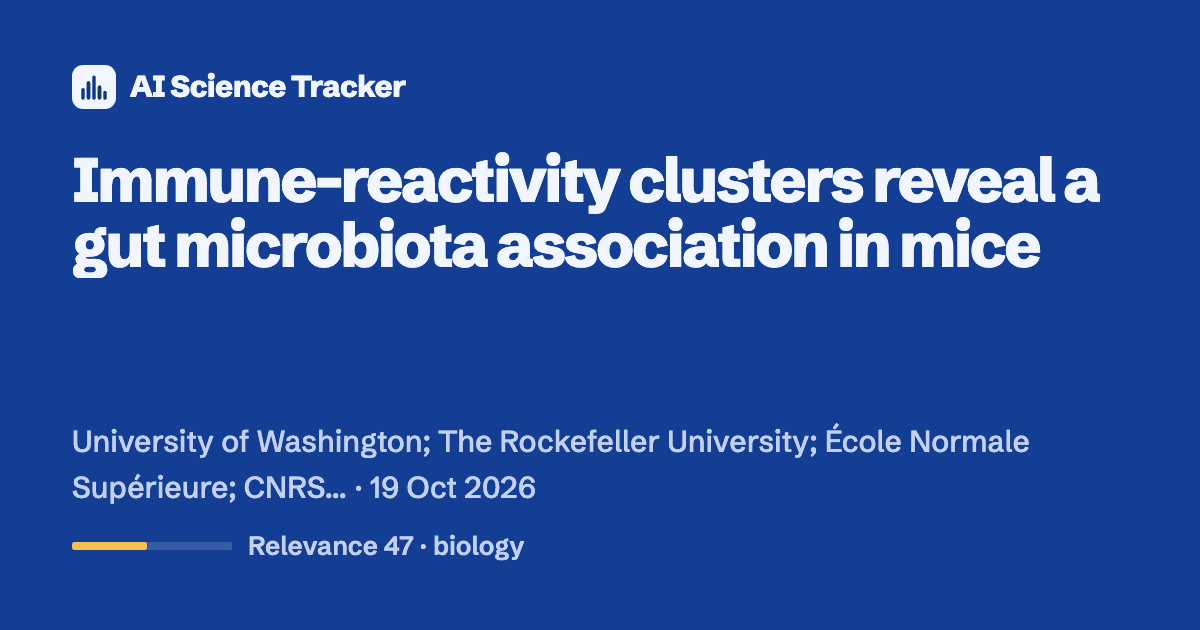 AI Science Tracker
Immune-reactivity clusters reveal a
gut microbiota association in mice
University of Washington; The Rockefeller University; École Normale
Supérieure; CNRS... · 19 Oct 2026
Relevance 47 · biology